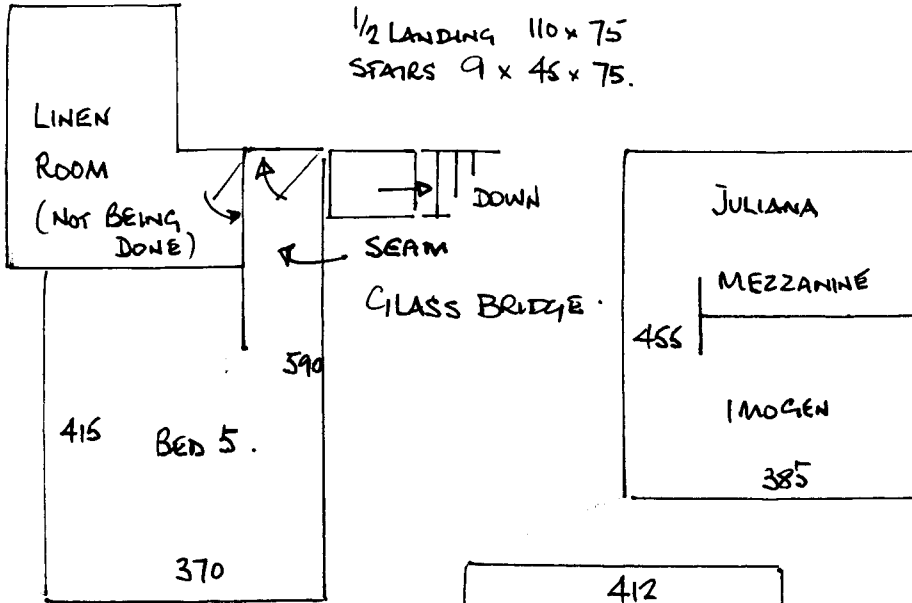 1/2 LANDING 110 x 75
STAIRS 9 x 45 x 75.
LINEN
ROOM
(NOT BEING
DONE)
DOWN
SEAM
GLASS BRIDGE.
JULIANA
MEZZANINE
455
IMOGEN
385
590
415
BED 5.
370
412